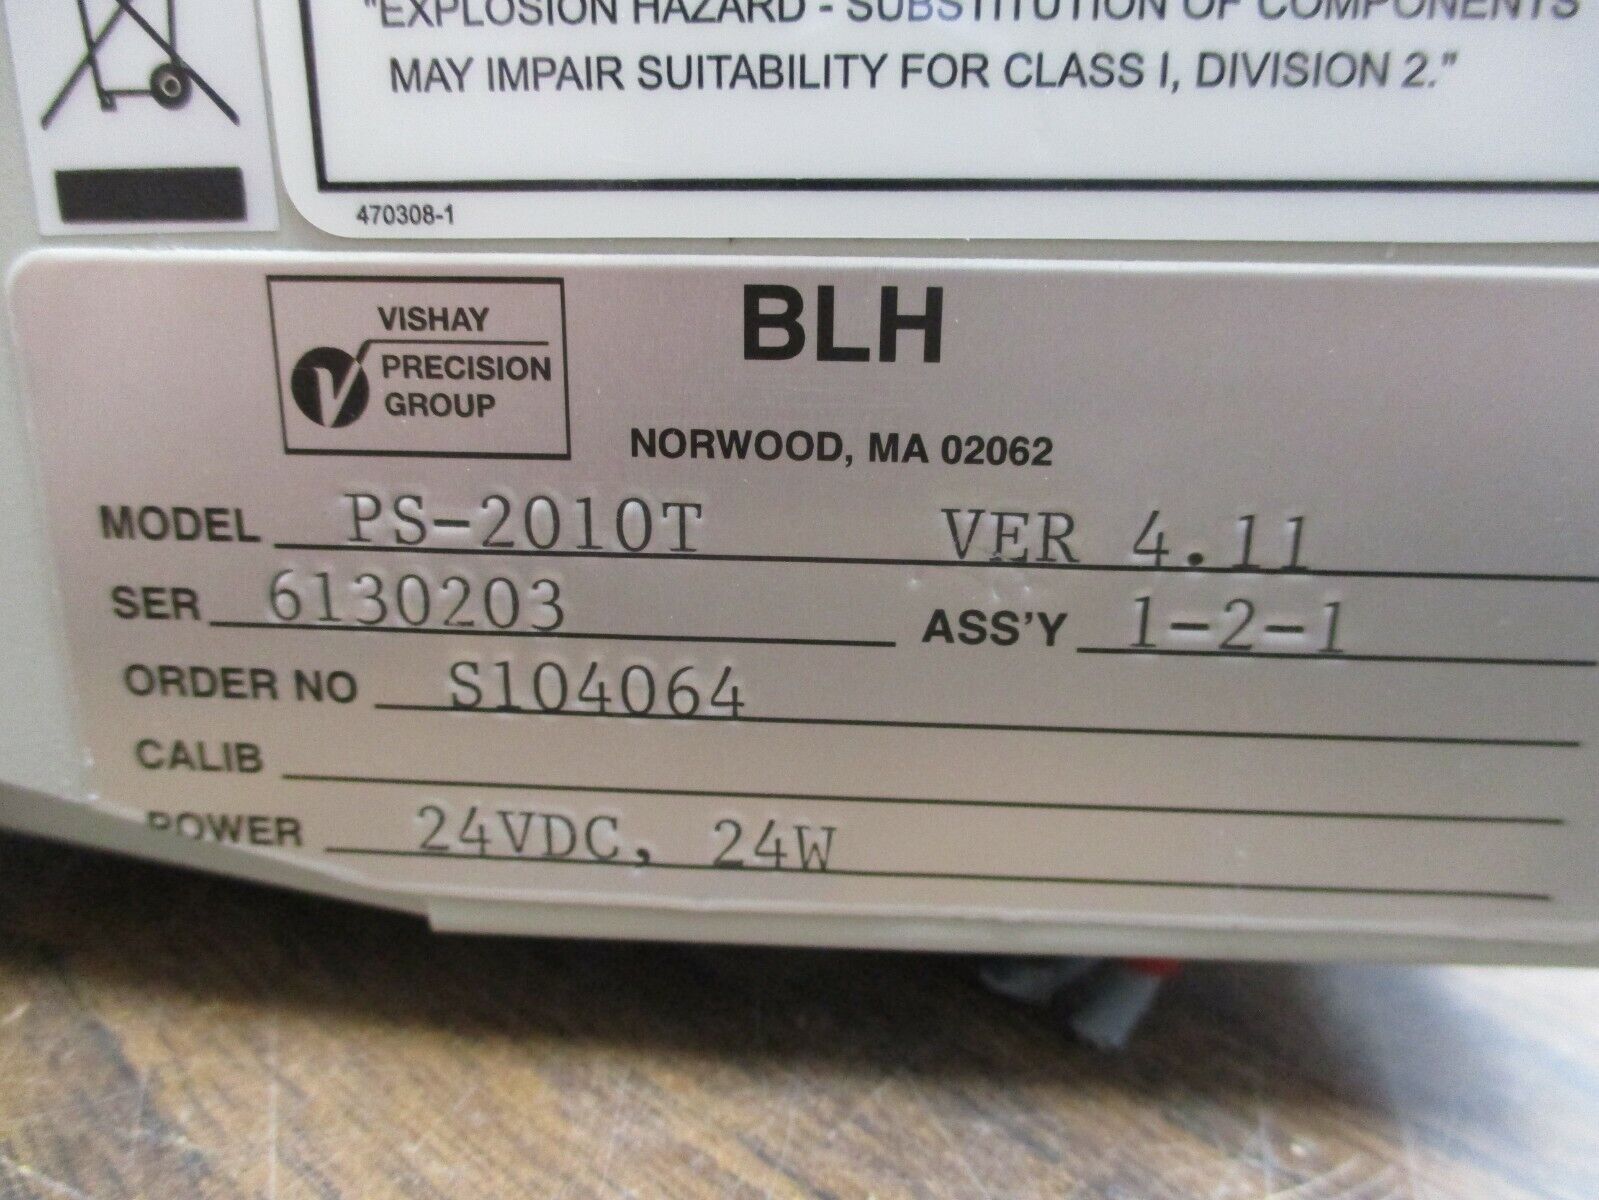 "EXPLOSION HAZARD - SUBSTITUTION OF COMPONENTS
MAY IMPAIR SUITABILITY FOR CLASS I, DIVISION 2."
470308-1
VISHAY
PRECISION
GROUP
BLH
NORWOOD, MA 02062
MODEL PS-2010T VER 4.11
SER 6130203 ASS'Y 1-2-1
ORDER NO S104064
CALIB
POWER 24VDC, 24W